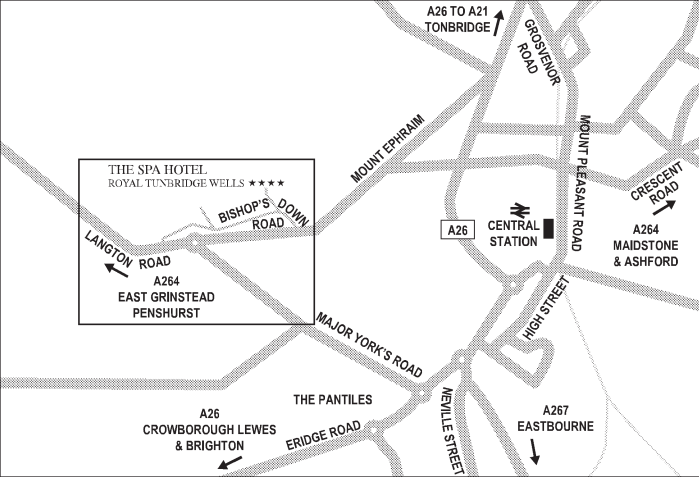 A26 TO A21
TONBRIDGE
GROSVENOR
ROAD
MOUNT EPHRAIM
MOUNT PLEASANT ROAD
THE SPA HOTEL
ROYAL TUNBRIDGE WELLS ★★★★
BISHOP'S DOWN
ROAD
LANGTON ROAD
A264
EAST GRINSTEAD
PENSHURST
CRESCENT
ROAD
A26
CENTRAL
STATION
A264
MAIDSTONE
& ASHFORD
HIGH STREET
MAJOR YORK'S ROAD
THE PANTILES
A26
CROWBOROUGH LEWES
& BRIGHTON
ERIDGE ROAD
NEVILLE STREET
A267
EASTBOURNE